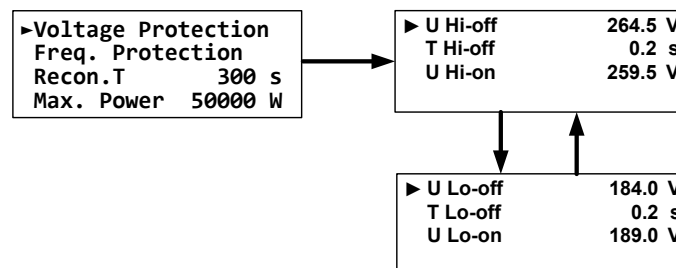 ►Voltage Protection
Freq. Protection
Recon.T 300 s
Max. Power 50000 W
► U Hi-off 264.5 V
T Hi-off 0.2 s
U Hi-on 259.5 V
► U Lo-off 184.0 V
T Lo-off 0.2 s
U Lo-on 189.0 V